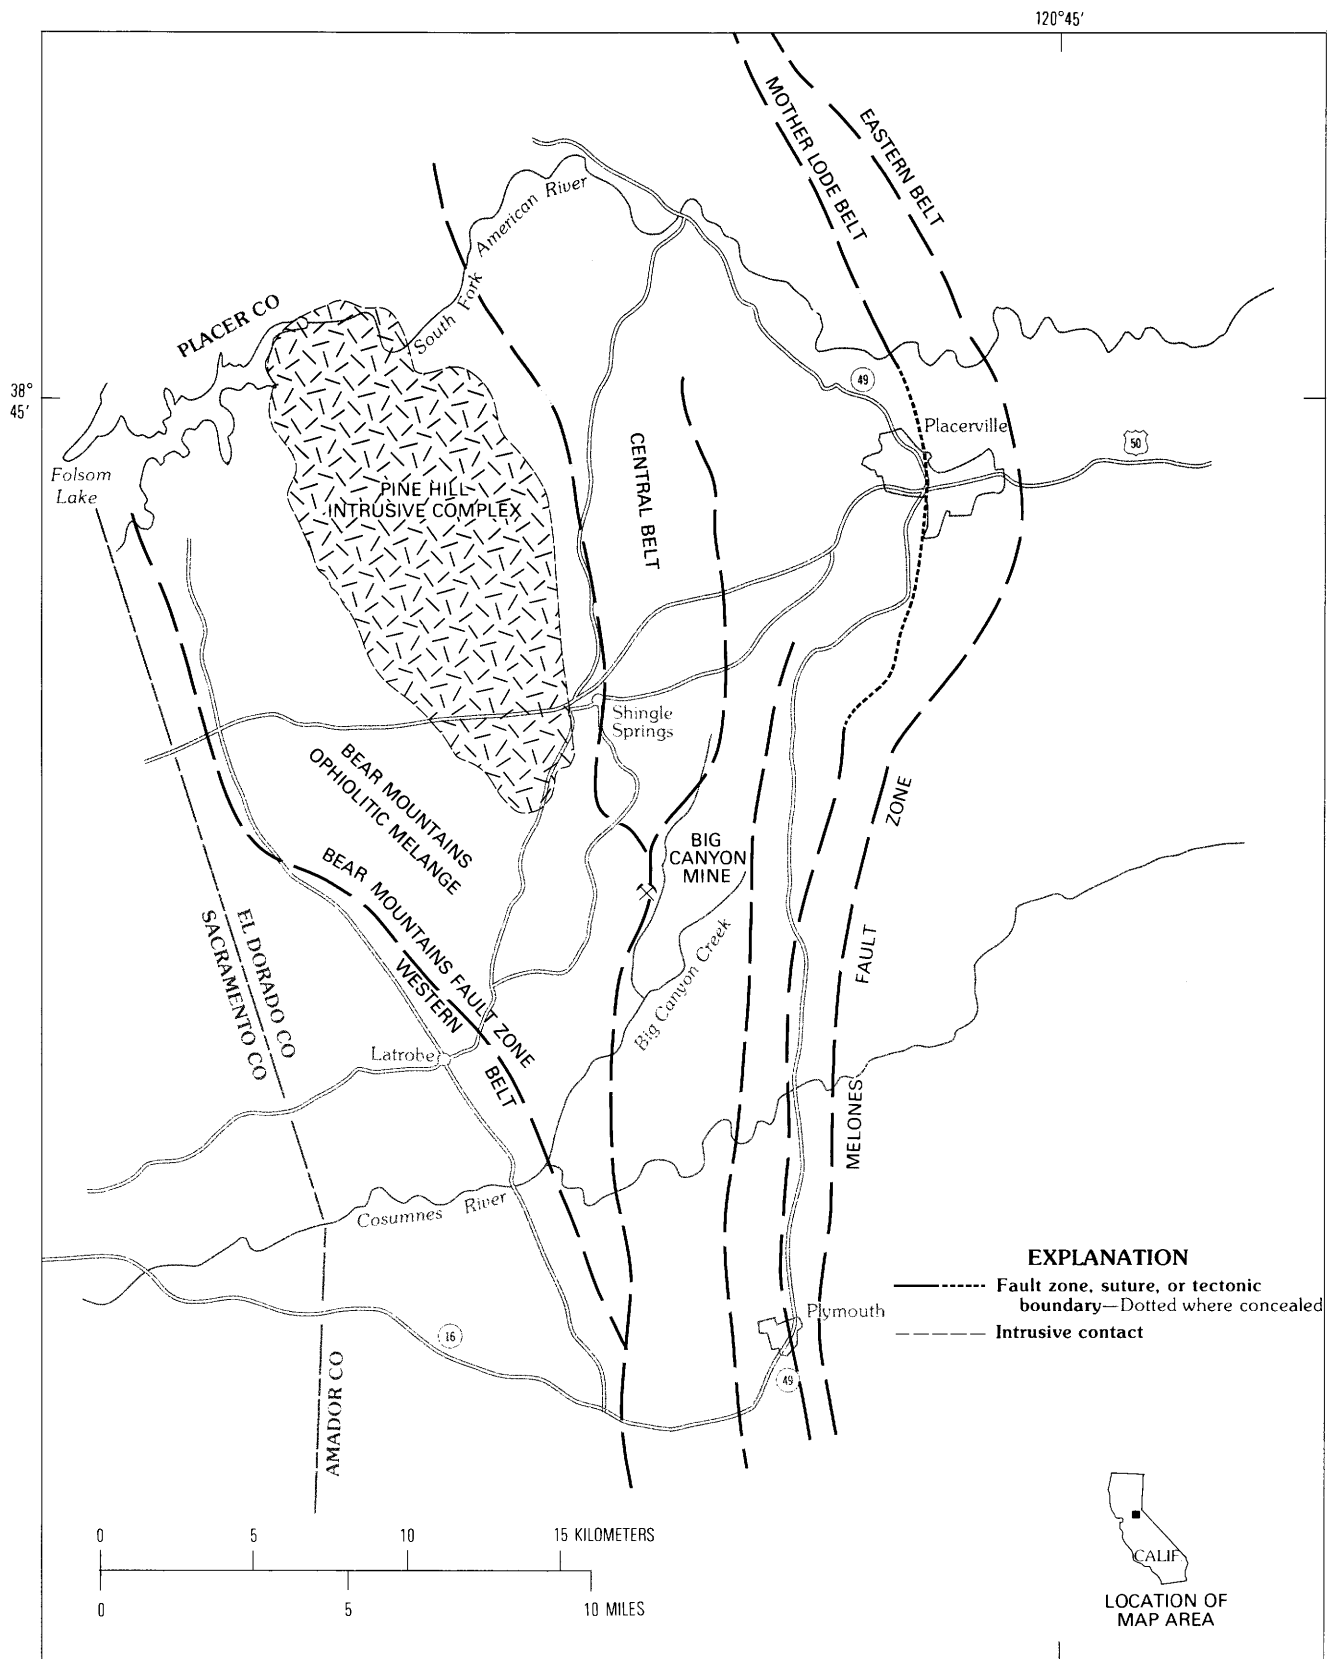 120°45′
MOTHER LODE BELT
EASTERN BELT
South Fork American River
PLACER CO
38°
45′
49
Placerville
50
Folsom
Lake
CENTRAL BELT
PINE HILL
INTRUSIVE COMPLEX
Shingle
Springs
BEAR MOUNTAINS
OPHIOLITIC MELANGE
BIG
CANYON
MINE
BEAR MOUNTAINS FAULT ZONE
WESTERN BELT
MELONES FAULT ZONE
EL DORADO CO
SACRAMENTO CO
Big Canyon Creek
Latrobe
Cosumnes River
AMADOR CO
16
Plymouth
49
EXPLANATION
Fault zone, suture, or tectonic
boundary—Dotted where concealed
Intrusive contact
0 5 10 15 KILOMETERS
0 5 10 MILES
CALIF.
LOCATION OF
MAP AREA